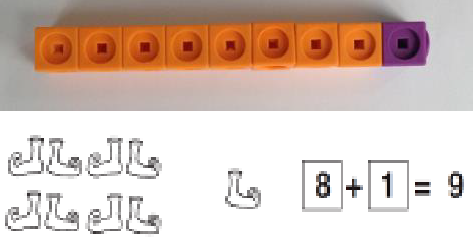 8 + 1 = 9